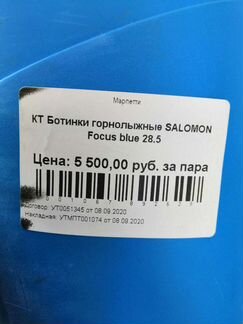 Марпетти
КТ Ботинки горнолыжные SALOMON
Focus blue 28.5
Цена: 5 500,00 руб. за пара
Договор: УТ0051345 от 08.09.2020
Накладная: УТМПТ001074 от 08.09.2020